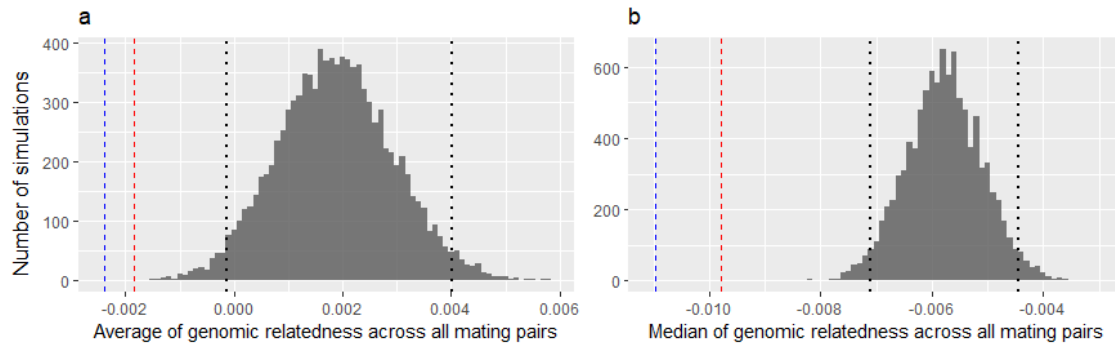 a
Number of simulations
400
300
200
100
0
-0.002 0.000 0.002 0.004 0.006
Average of genomic relatedness across all mating pairs
b
600
400
200
0
-0.010 -0.008 -0.006 -0.004
Median of genomic relatedness across all mating pairs